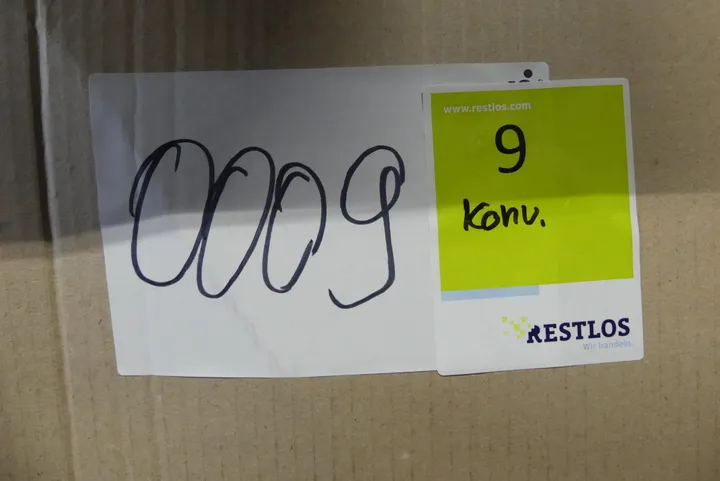 0009
www.restlos.com
9
Konv.
RESTLOS
Wir handeln.